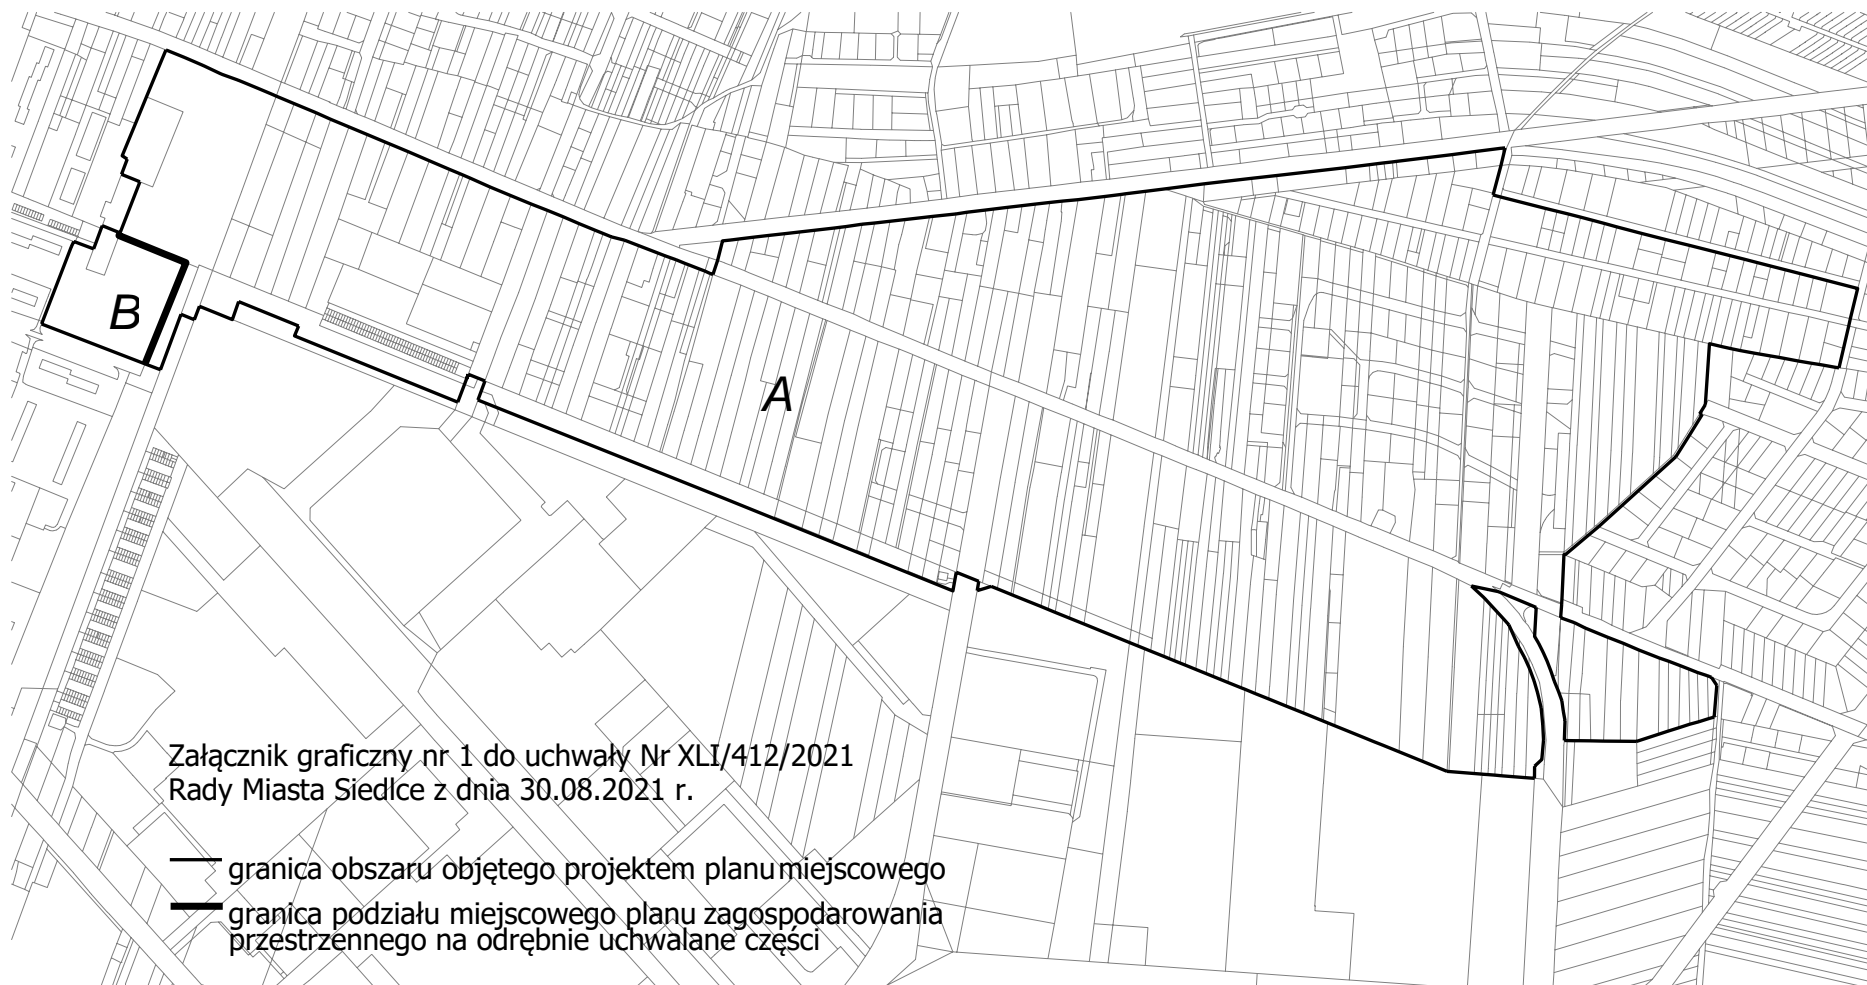 B
A
Załącznik graficzny nr 1 do uchwały Nr XLI/412/2021
Rady Miasta Siedlce z dnia 30.08.2021 r.
granica obszaru objętego projektem planu miejscowego
granica podziału miejscowego planu zagospodarowania
przestrzennego na odrębnie uchwalane części